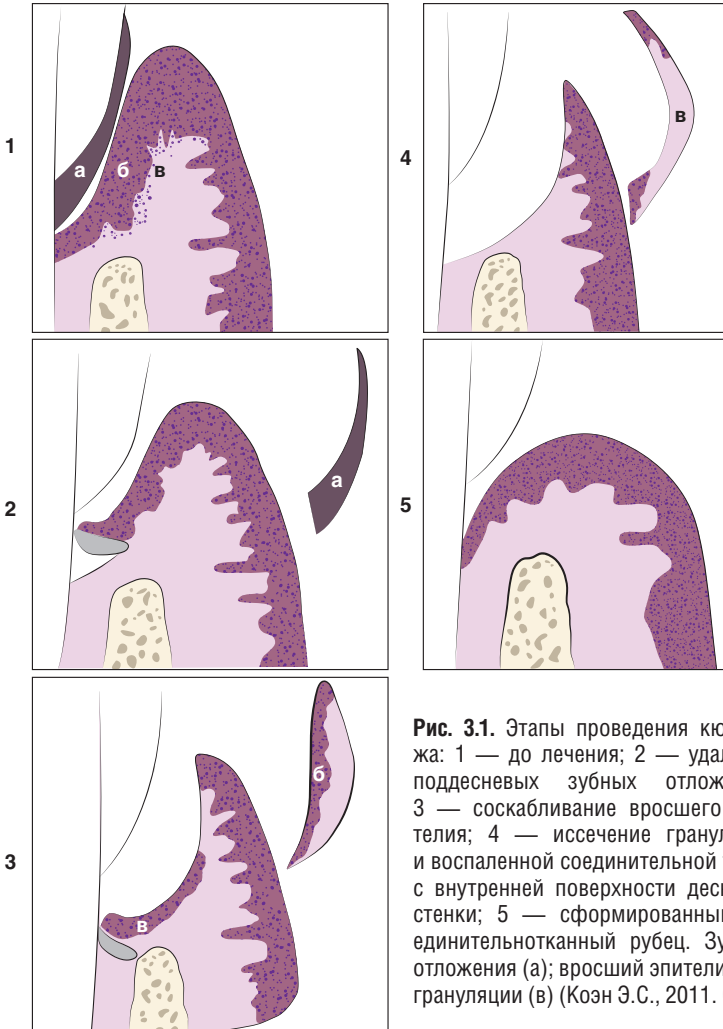 1
а
б
в
2
а
3
б
в
4
в
5
Рис. 3.1. Этапы проведения кю
жа: 1 — до лечения; 2 — удал
поддесневых зубных отлож
3 — соскабливание вросшего
телия; 4 — иссечение гранул
и воспаленной соединительной
с внутренней поверхности дес
стенки; 5 — сформированны
единительнотканный рубец. Зу
отложения (а); вросший эпители
грануляции (в) (Коэн Э.С., 2011.